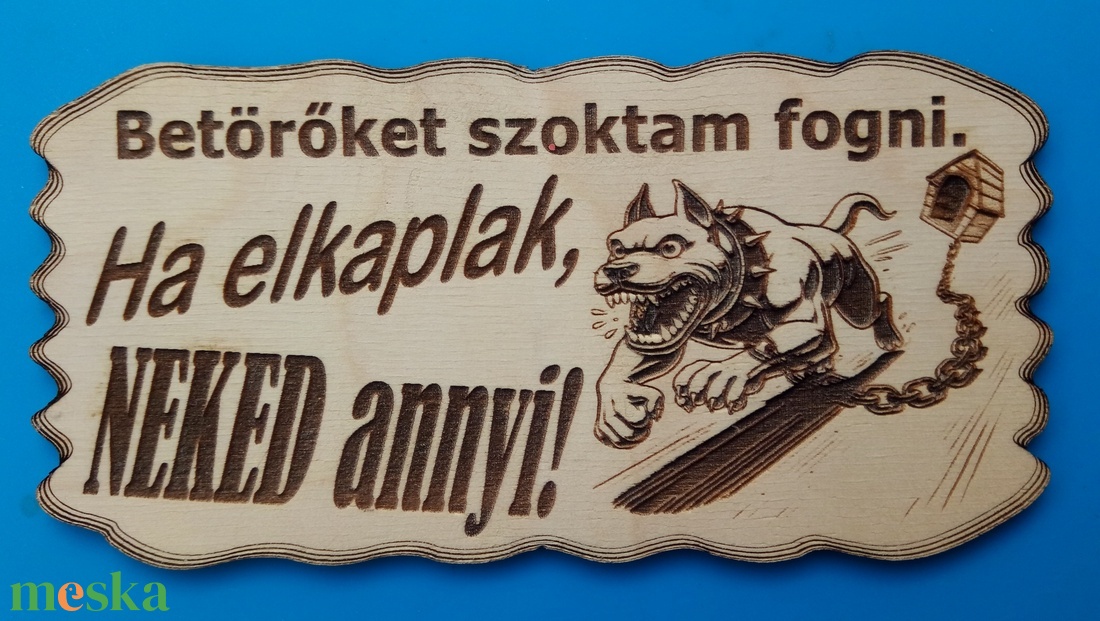 Betörőket szoktam fogni.
Ha elkaplak,
NEKED annyi!
meska